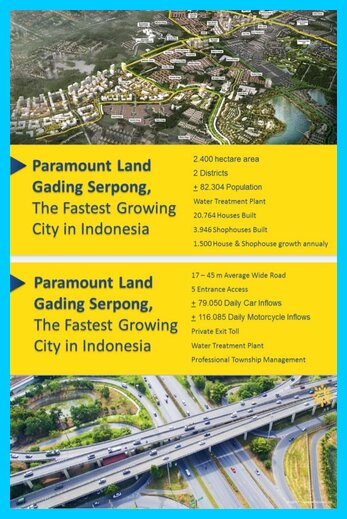 Paramount Land
Gading Serpong,
The Fastest Growing
City in Indonesia
2.400 hectare area
2 Districts
± 82.304 Population
Water Treatment Plant
20.764 Houses Built
3.946 Shophouses Built
1.500 House & Shophouse growth annualy
Paramount Land
Gading Serpong,
The Fastest Growing
City in Indonesia
17 – 45 m Average Wide Road
5 Entrance Access
± 79.050 Daily Car Inflows
± 116.085 Daily Motorcycle Inflows
Private Exit Toll
Water Treatment Plant
Professional Township Management